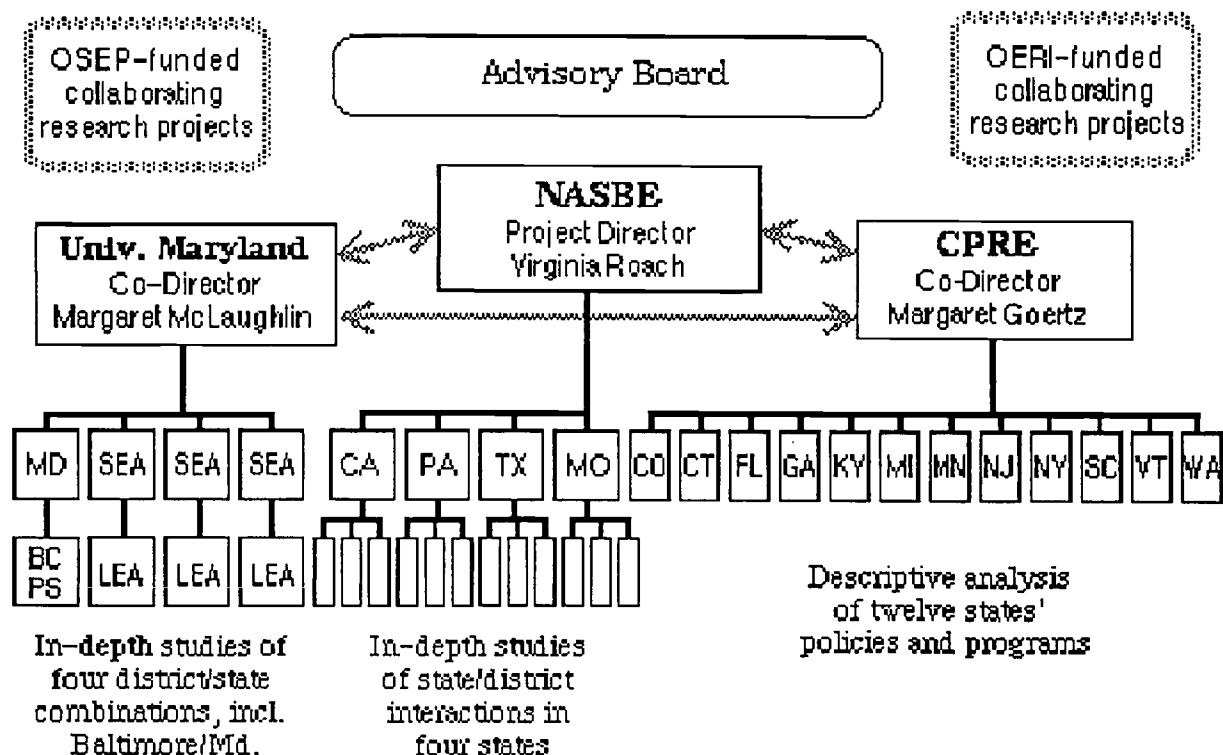 OSEP-funded
collaborating
research projects
Advisory Board
OERI-funded
collaborating
research projects
NASBE
Project Director
Virginia Roach
Univ. Maryland
Co-Director
Margaret McLaughlin
CPRE
Co-Director
Margaret Goertz
MD SEA SEA SEA CA PA TX MO CO CT FL GA KY MI MN NJ NY SC VT WA
BC
PS
LEA LEA LEA
In-depth studies of
four district/state
combinations, incl.
Baltimore/Md.
In-depth studies
of state/district
interactions in
four states
Descriptive analysis
of twelve states'
policies and programs